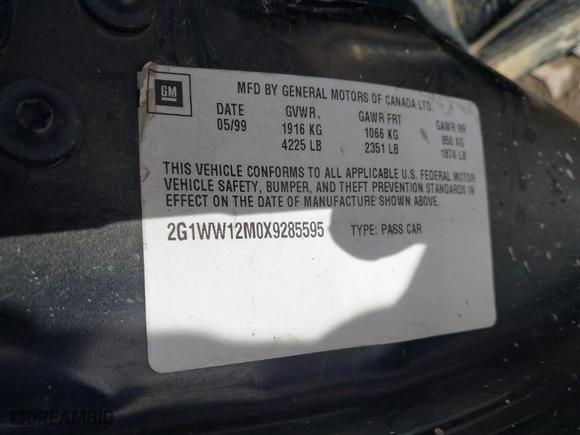 GM
MFD BY GENERAL MOTORS OF CANADA LTD.
DATE GVWR GAWR FRT GAWR RR
05/99 1916 KG 1066 KG 850 KG
4225 LB 2351 LB 1874 LB
THIS VEHICLE CONFORMS TO ALL APPLICABLE U.S. FEDERAL MOTOR
VEHICLE SAFETY, BUMPER, AND THEFT PREVENTION STANDARDS IN
EFFECT ON THE DATE OF MANUFACTURE SHOWN ABOVE.
2G1WW12M0X9285595 TYPE: PASS CAR
DREAMBID